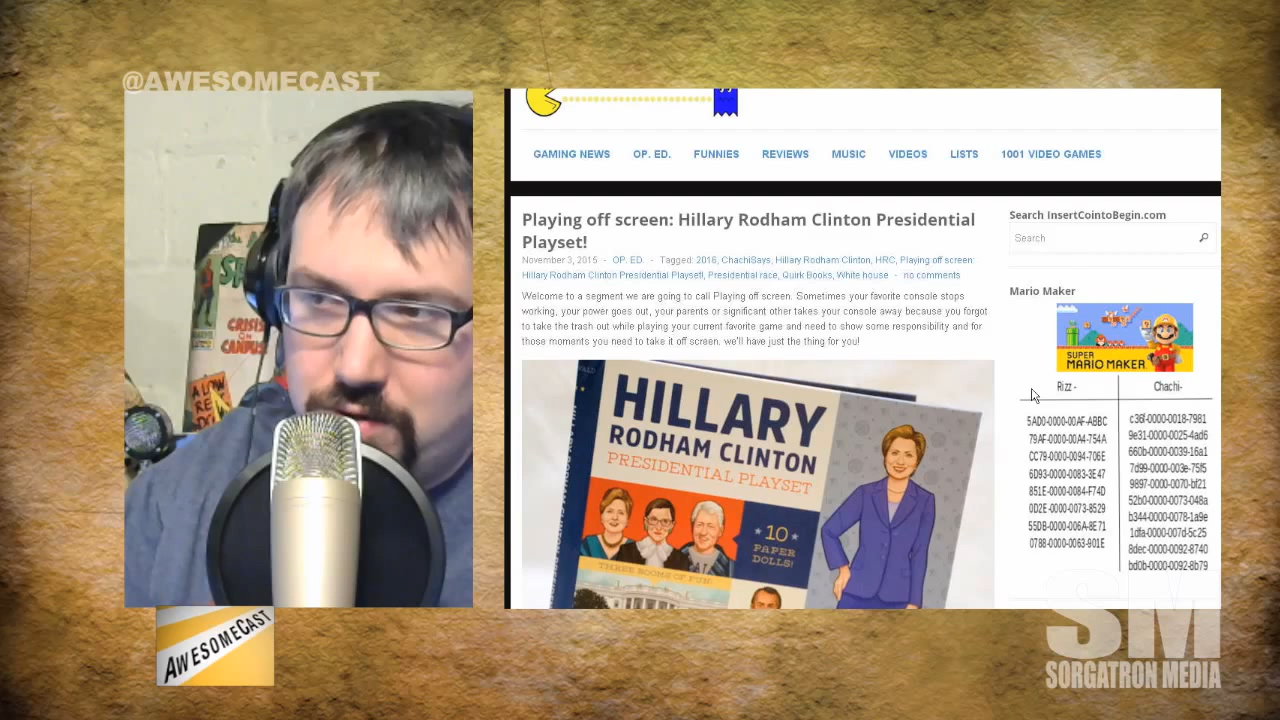 @AWESOMECAST
GAMING NEWS OP. ED. FUNNIES REVIEWS MUSIC VIDEOS LISTS 1001 VIDEO GAMES
Playing off screen: Hillary Rodham Clinton Presidential
Playset!
November 3, 2015 - OP. ED. - Tagged: 2016, ChachiSays, Hillary Rodham Clinton, HRC, Playing off screen:
Hillary Rodham Clinton Presidential Playset!, Presidential race, Quirk Books, White house - no comments
Welcome to a segment we are going to call Playing off screen. Sometimes your favorite console stops
working, your power goes out, your parents or significant other takes your console away because you forgot
to take the trash out while playing your current favorite game and need to show some responsibility and for
those moments you need to take it off screen, we'll have just the thing for you!
HILLARY
RODHAM CLINTON
PRESIDENTIAL PLAYSET
10
PAPER
DOLLS!
THREE ROOMS OF FUN
Search InsertCointoBegin.com
Search
Mario Maker
SUPER
MARIO MAKER
Rizz -
5AD0-0000-00AF-ABBC
79AF-0000-00A4-754A
CC79-0000-0094-706E
6D93-0000-0083-3E47
851E-0000-0084-F74D
0D2E-0000-0073-8529
55DB-0000-006A-8E71
0788-0000-0063-901E
Chachi-
c36f-0000-0018-7981
9e31-0000-0025-4ad6
660b-0000-0039-16a1
7d99-0000-003e-75f5
9897-0000-0070-bf21
52b0-0000-0073-048a
b344-0000-0078-1a9e
1dfa-0000-007d-5c25
8dec-0000-0092-8740
bd0b-0000-0092-8b79
CRISIS
ON
CAMPUS
AWESOMECAST
SM
SORGATRON MEDIA